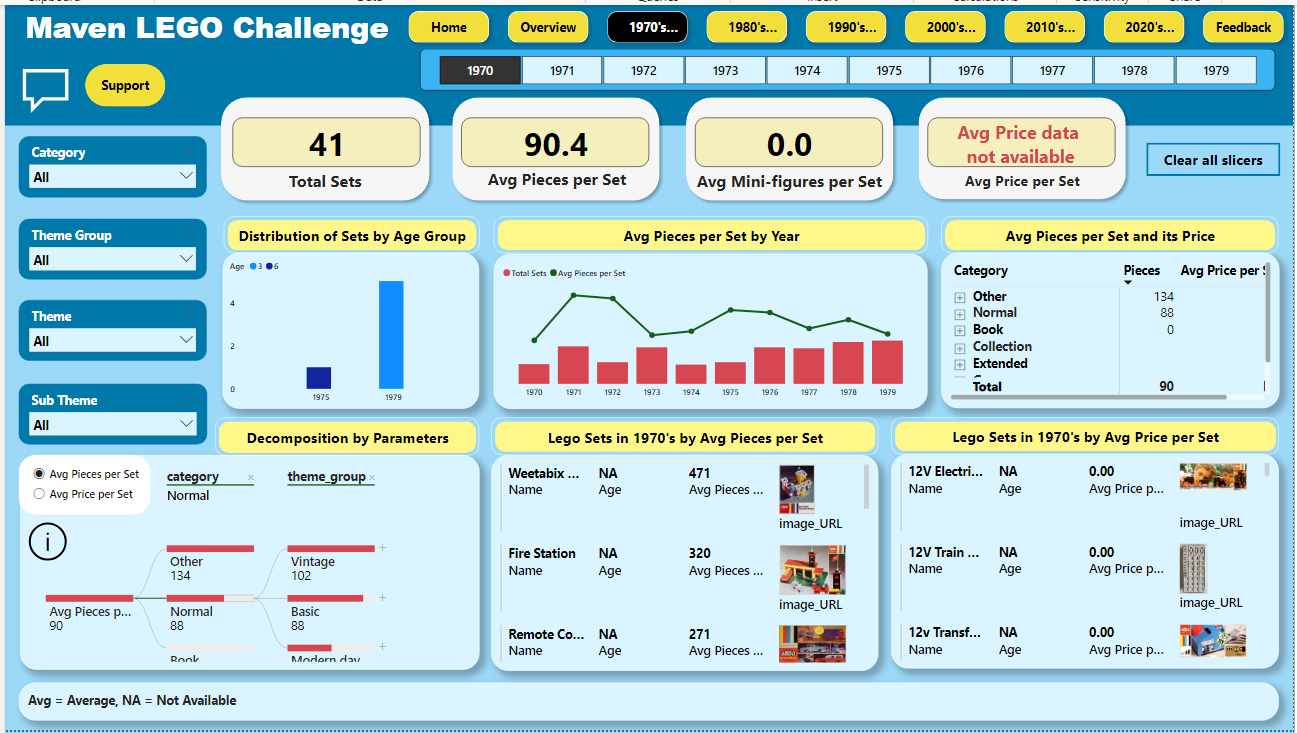 Maven LEGO Challenge
Home
Overview
1970's...
1980's...
1990's...
2000's...
2010's...
2020's...
Feedback
1970
1971
1972
1973
1974
1975
1976
1977
1978
1979
Support
41
Total Sets
90.4
Avg Pieces per Set
0.0
Avg Mini-figures per Set
Avg Price data
not available
Avg Price per Set
Clear all slicers
Category
All
Theme Group
All
Theme
All
Sub Theme
All
Distribution of Sets by Age Group
Age 3 6
4
2
0
1975
1979
Avg Pieces per Set by Year
Total Sets Avg Pieces per Set
1970 1971 1972 1973 1974 1975 1976 1977 1978 1979
Avg Pieces per Set and its Price
Category Pieces Avg Price per S
Other 134
Normal 88
Book 0
Collection
Extended
Total 90
Decomposition by Parameters
Avg Pieces per Set
Avg Price per Set
category
Normal
theme_group
Other
134
Vintage
102
Avg Pieces p...
90
Normal
88
Basic
88
Book
Modern day
Lego Sets in 1970's by Avg Pieces per Set
Weetabix ... NA 471
Name Age Avg Pieces ...
image_URL
Fire Station NA 320
Name Age Avg Pieces ...
image_URL
Remote Co... NA 271
Name Age Avg Pieces ...
Lego Sets in 1970's by Avg Price per Set
12V Electri... NA 0.00
Name Age Avg Price p...
image_URL
12V Train ... NA 0.00
Name Age Avg Price p...
image_URL
12v Transf... NA 0.00
Name Age Avg Price p...
Avg = Average, NA = Not Available